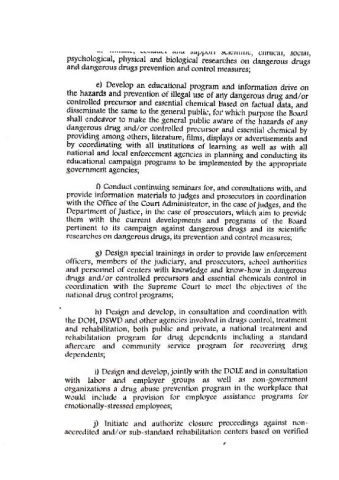 psychological, physical and biological researches on dangerous drugs
and dangerous drugs prevention and control measures;
e) Develop an educational program and information drive on
the hazards and prevention of illegal use of any dangerous drug and/or
controlled precursor and essential chemical based on factual data, and
disseminate the same to the general public, for which purpose the Board
shall endeavor to make the general public aware of the hazards of any
dangerous drug and/or controlled precursor and essential chemical by
providing among others, literature, films, displays or advertisements and
by coordinating with all institutions of learning as well as with all
national and local enforcement agencies in planning and conducting its
educational campaign programs to be implemented by the appropriate
government agencies;
f) Conduct continuing seminars for, and consultations with, and
provide information materials to judges and prosecutors in coordination
with the Office of the Court Administrator, in the case of judges, and the
Department of Justice, in the case of prosecutors, which aim to provide
them with the current developments and programs of the Board
pertinent to its campaign against dangerous drugs and its scientific
researches on dangerous drugs, its prevention and control measures;
g) Design special trainings in order to provide law enforcement
officers, members of the judiciary, and prosecutors, school authorities
and personnel of centers with knowledge and know-how in dangerous
drugs and/or controlled precursors and essential chemicals control in
coordination with the Supreme Court to meet the objectives of the
national drug control programs;
h) Design and develop, in consultation and coordination with
the DOH, DSWD and other agencies involved in drugs control, treatment
and rehabilitation, both public and private, a national treatment and
rehabilitation program for drug dependents including a standard
aftercare and community service program for recovering drug
dependents;
i) Design and develop, jointly with the DOLE and in consultation
with labor and employer groups as well as non-government
organizations a drug abuse prevention program in the workplace that
would include a provision for employee assistance programs for
emotionally-stressed employees;
j) Initiate and authorize closure proceedings against non-
accredited and/or sub-standard rehabilitation centers based on verified